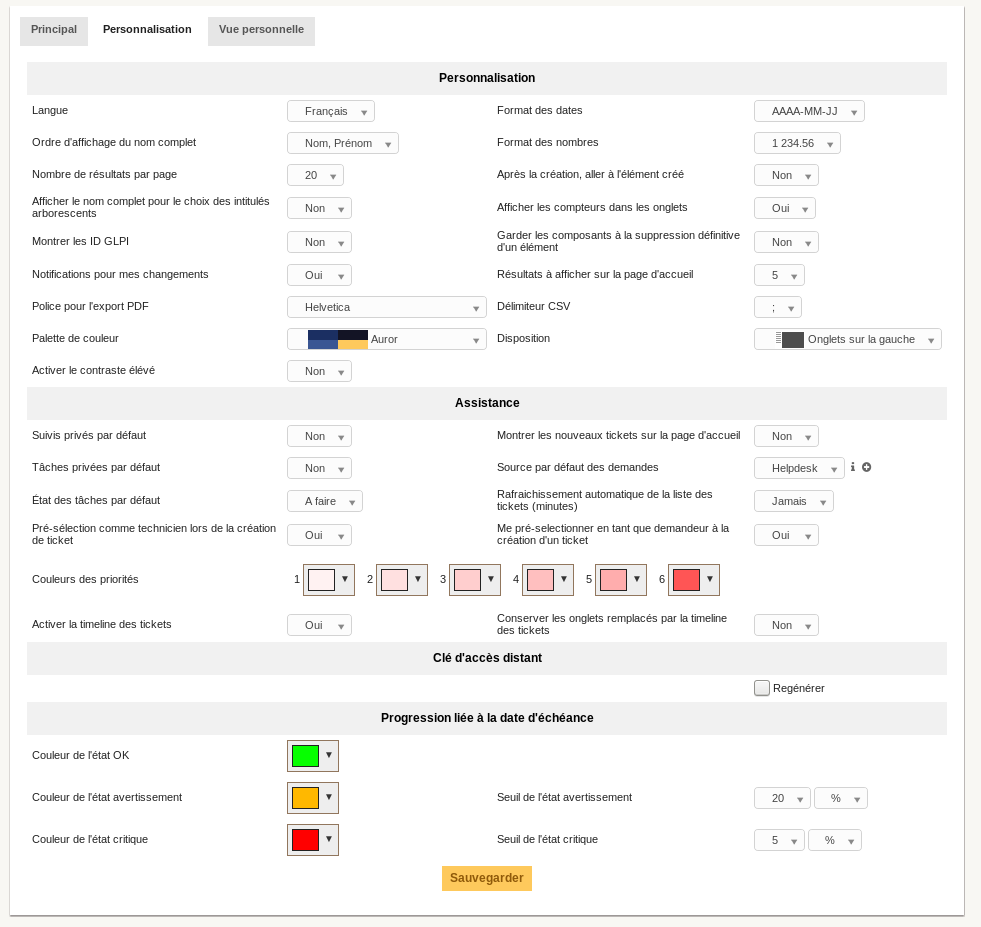 Principal Personnalisation Vue personnelle
Personnalisation
Langue Français Format des dates AAAA-MM-JJ
Ordre d'affichage du nom complet Nom, Prénom Format des nombres 1 234.56
Nombre de résultats par page 20 Après la création, aller à l'élément créé Non
Afficher le nom complet pour le choix des intitulés
arborescents Non Afficher les compteurs dans les onglets Oui
Montrer les ID GLPI Non Garder les composants à la suppression définitive
d'un élément Non
Notifications pour mes changements Oui Résultats à afficher sur la page d'accueil 5
Police pour l'export PDF Helvetica Délimiteur CSV ;
Palette de couleur Auror Disposition Onglets sur la gauche
Activer le contraste élévé Non
Assistance
Suivis privés par défaut Non Montrer les nouveaux tickets sur la page d'accueil Non
Tâches privées par défaut Non Source par défaut des demandes Helpdesk
État des tâches par défaut A faire Rafraichissement automatique de la liste des
tickets (minutes) Jamais
Pré-sélection comme technicien lors de la création
de ticket Oui Me pré-selectionner en tant que demandeur à la
création d'un ticket Oui
Couleurs des priorités 1 2 3 4 5 6
Activer la timeline des tickets Oui Conserver les onglets remplacés par la timeline
des tickets Non
Clé d'accès distant
Regénérer
Progression liée à la date d'échéance
Couleur de l'état OK
Couleur de l'état avertissement Seuil de l'état avertissement 20 %
Couleur de l'état critique Seuil de l'état critique 5 %
Sauvegarder